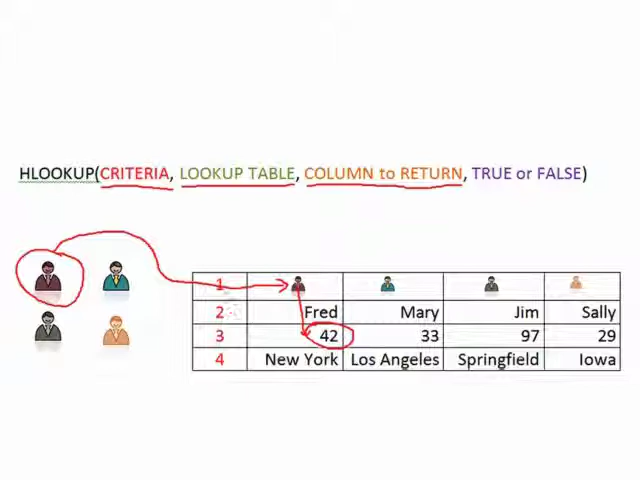 HLOOKUP(CRITERIA, LOOKUP TABLE, COLUMN to RETURN, TRUE or FALSE)
1
2 Fred Mary Jim Sally
3 42 33 97 29
4 New York Los Angeles Springfield Iowa